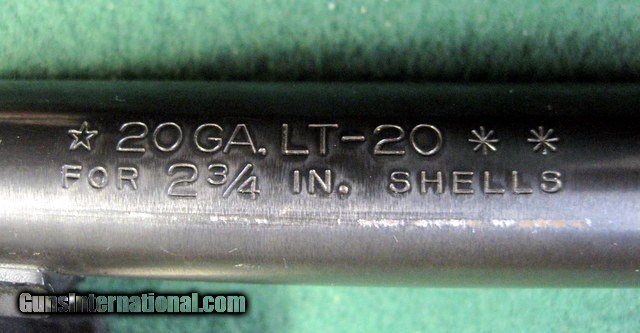 ☆ 20GA. LT-20 * *
FOR 2¾ IN. SHELLS
GunsInternational.com